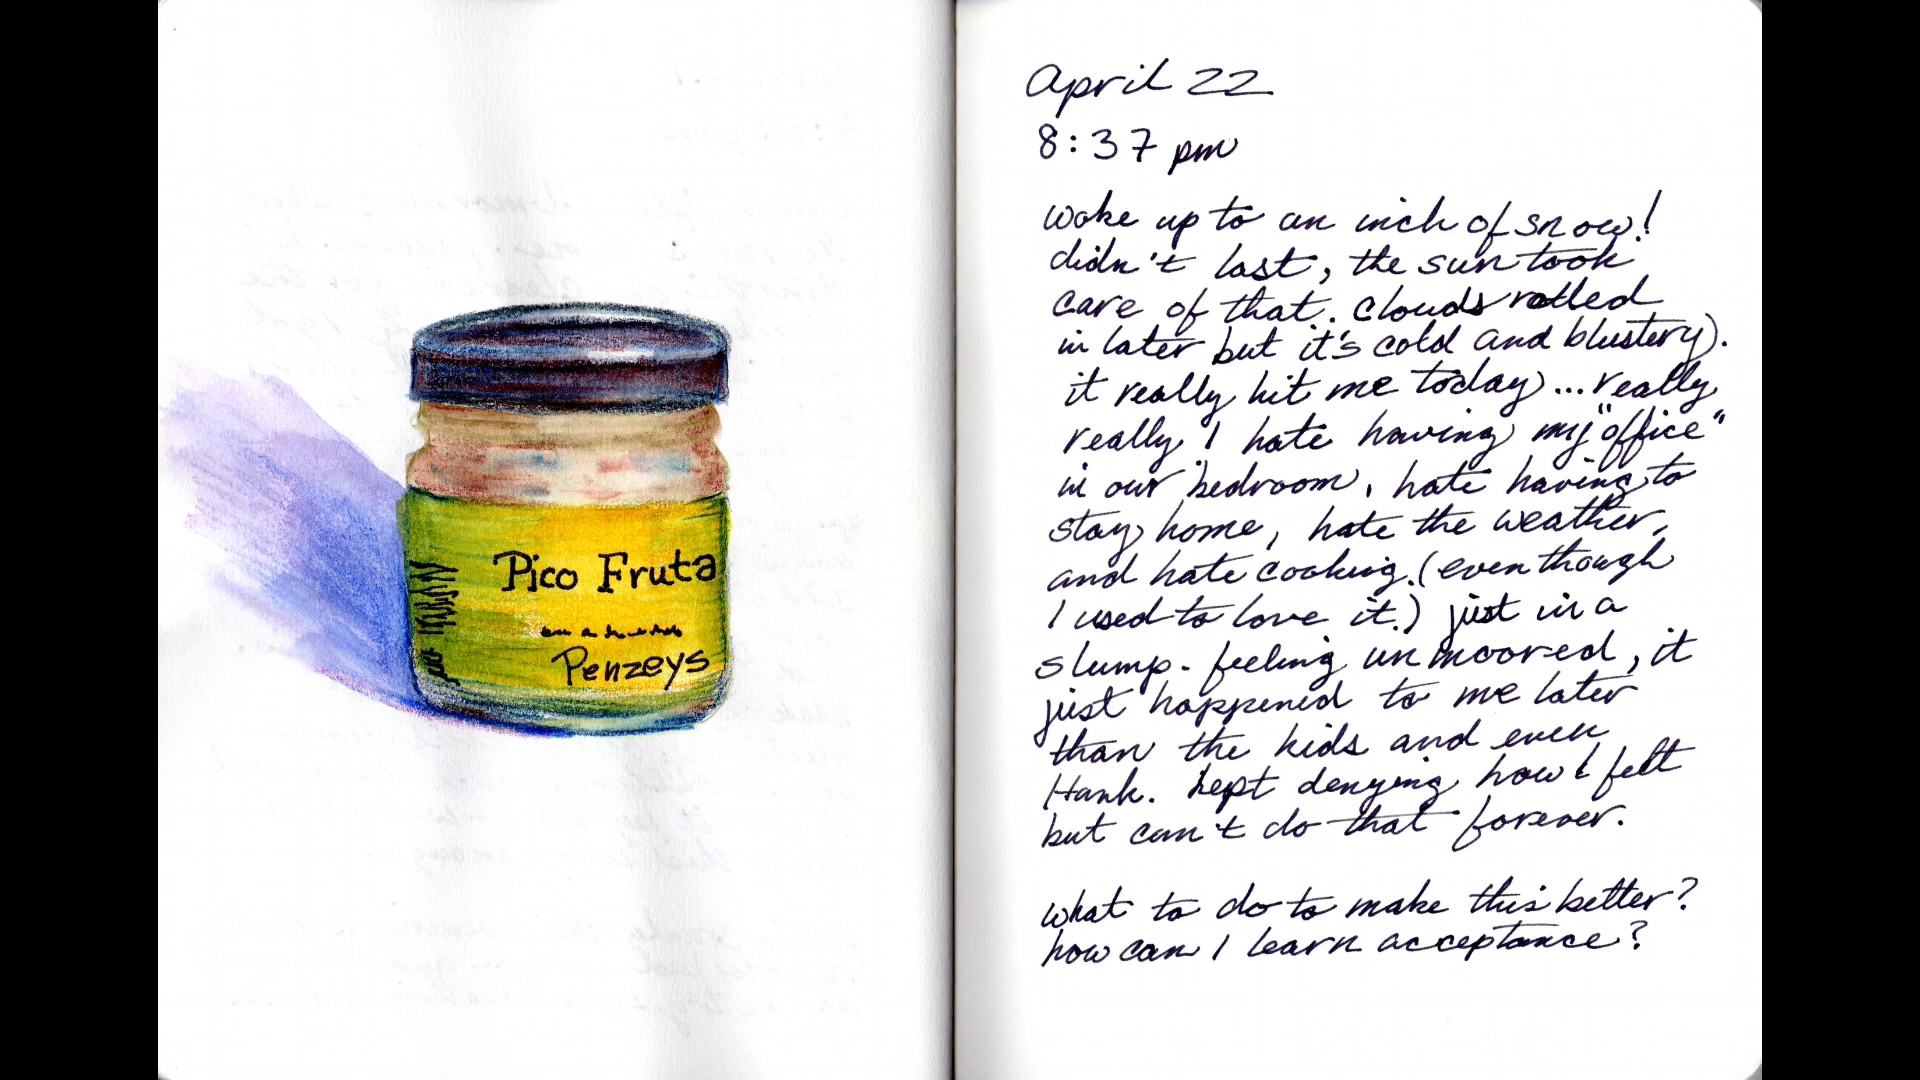 Pico Fruta
Penzeys
April 22
8:37 pm
woke up to an inch of snow!
didn't last, the sun took
care of that. clouds rolled
in later but it's cold and blustery.
it really hit me today...really
really I hate having my "office"
in our bedroom, hate having to
stay home, hate the weather,
and hate cooking. (even though
I used to love it.) just in a
slump. feeling unmoored, it
just happened to me later
than the kids and even
Hank. kept denying how I felt
but can't do that forever.
what to do to make this better?
how can I learn acceptance?